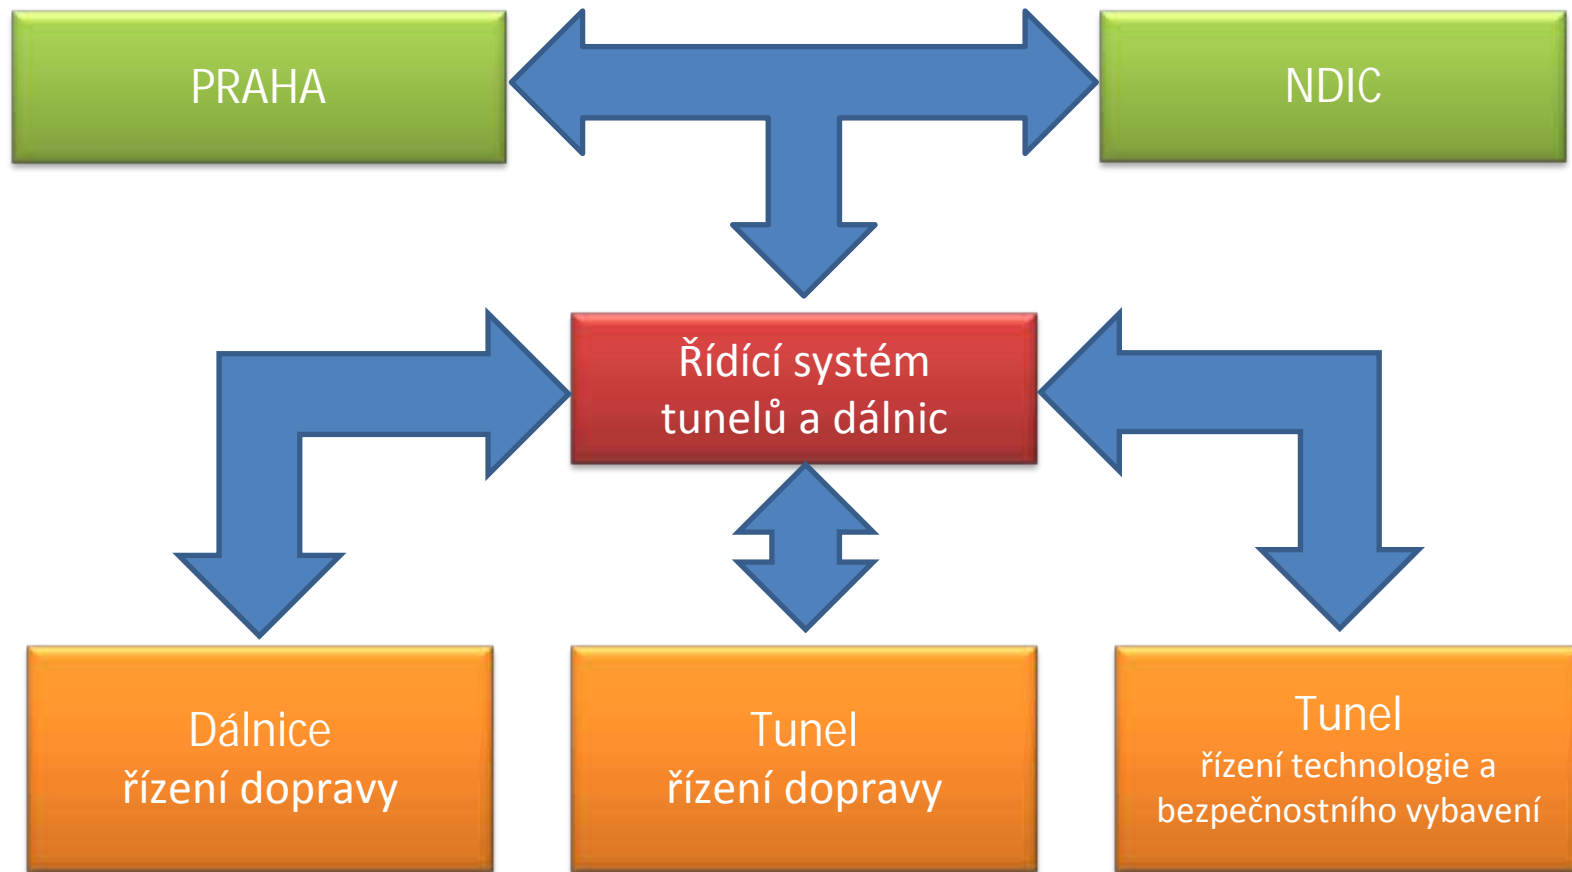 PRAHA
NDIC
Řídící systém
tunelů a dálnic
Dálnice
řízení dopravy
Tunel
řízení dopravy
Tunel
řízení technologie a
bezpečnostního vybavení